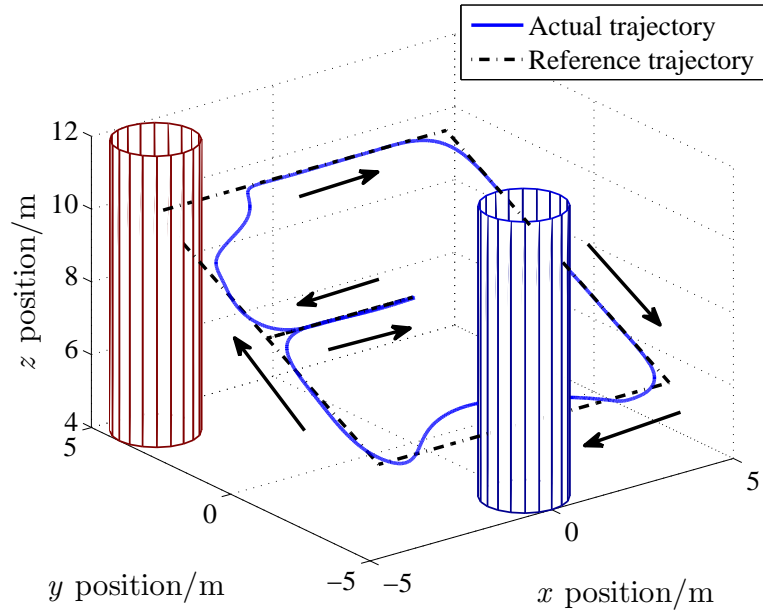 Actual trajectory
Reference trajectory
12
10
8
6
4
z position/m
5
0
−5
y position/m
−5
0
5
x position/m